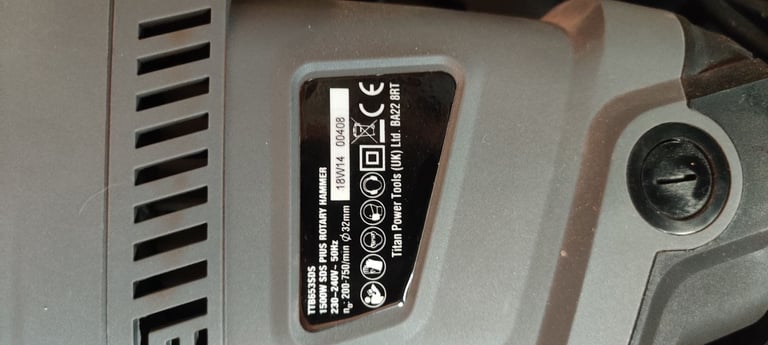 TTB653SDS
1500W SDS PlUS ROTARY HAMMER
230-240V~ 50Hz
n₀: 200-750/min Ø32mm
18W14 00408
CE
Titan Power Tools (UK) Ltd. BA22 8RT